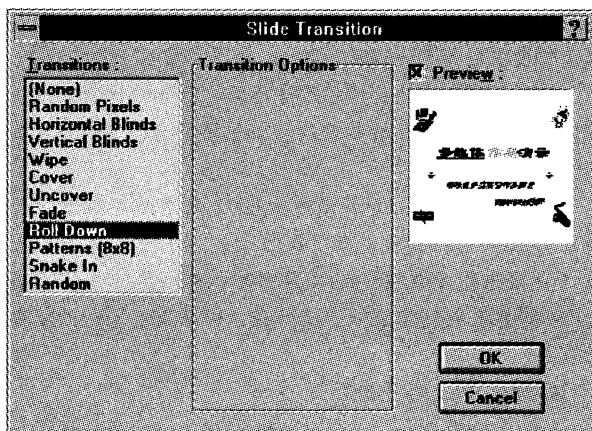 Slide Transition
?
Transitions :
(None)
Random Pixels
Horizontal Blinds
Vertical Blinds
Wipe
Cover
Uncover
Fade
Roll Down
Patterns (8x8)
Snake In
Random
Transition Options
Preview :
OK
Cancel